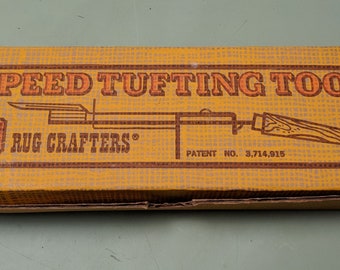 PEED TUFTING TOO
RUG CRAFTERS®
PATENT NO. 3,714,915